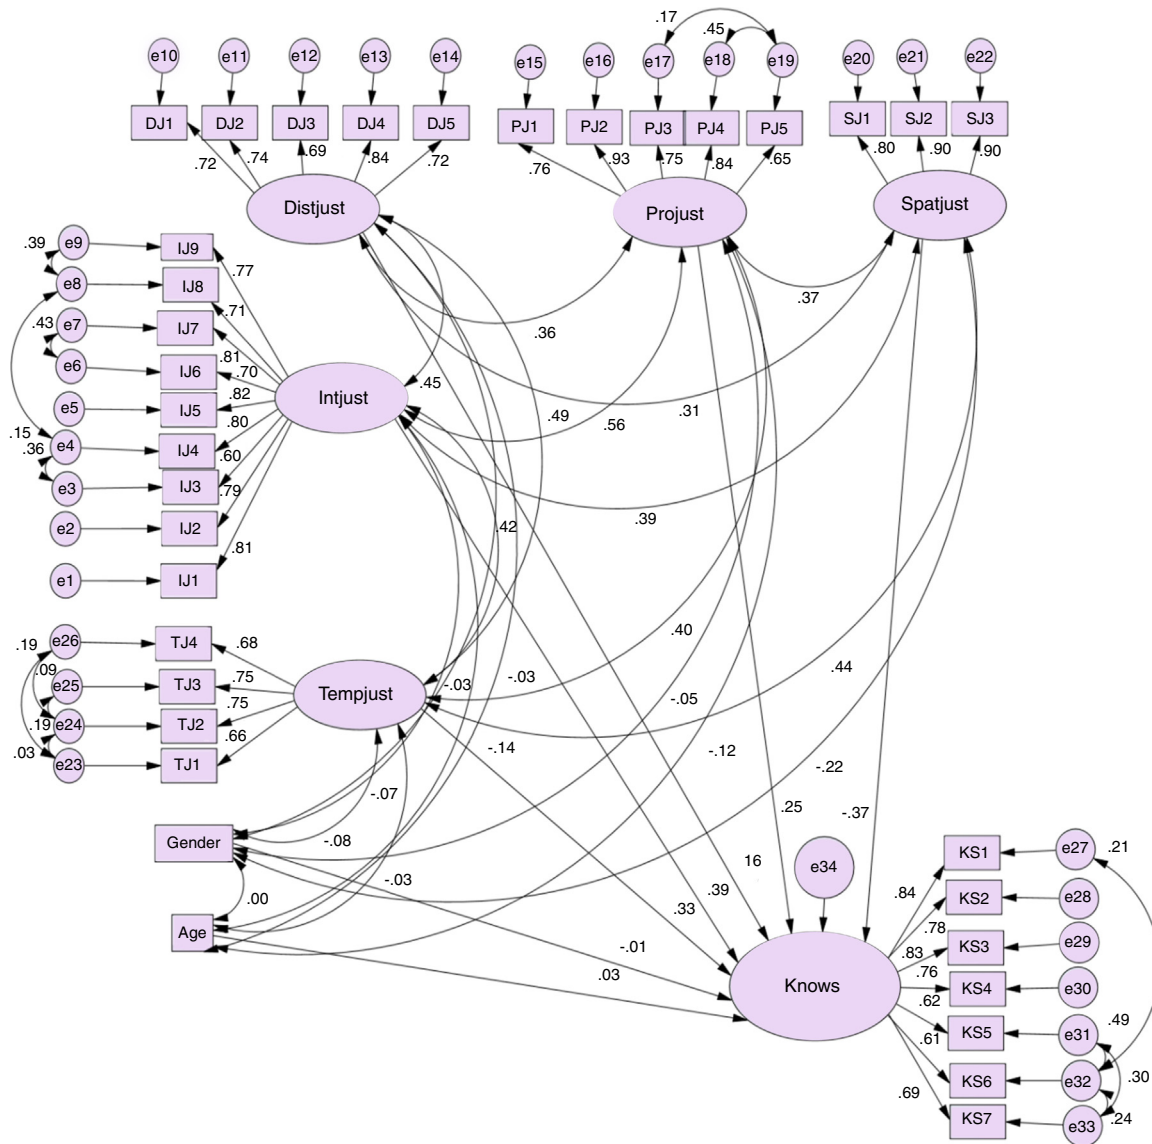 .17
.45
e10 e11 e12 e13 e14 e15 e16 e17 e18 e19 e20 e21 e22
DJ1 DJ2 DJ3 DJ4 DJ5 PJ1 PJ2 PJ3 PJ4 PJ5 SJ1 SJ2 SJ3
.72 .74 .69 .84 .72 .76 .93 .75 .84 .65 .80 .90 .90
Distjust Projust Spatjust
.39 e9 IJ9
.77
e8 IJ8
.71
.43 e7 IJ7
.81
e6 IJ6 .70
e5 IJ5 .82
.80
.15
.36 e4 IJ4 .60
e3 IJ3 .79
e2 IJ2
.81
e1 IJ1
Intjust
.37
.36
.45
.31
.49
.56
.39
.42
.19 e26 TJ4 .68
.09
e25 TJ3 .75
.75
.19 e24 TJ2
.66
.03 e23 TJ1
Tempjust
.40
.44
-.03 -.03 -.05
-.14 -.12 -.22
-.07
-.08
.25 -.37
Gender
-.03
16
.39
.33
.00
Age
-.01
.03
e34
Knows
KS1 e27 .21
.84
KS2 e28
.78
KS3 e29
.83
.76
KS4 e30
.62
KS5 e31 .49
.61
KS6 e32 .30
.69
KS7 e33 .24